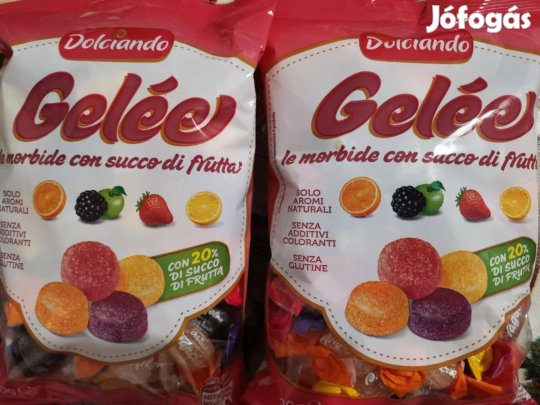 Jófogás
Dolciando
Gelée
le morbide con succo di frutta
SOLO
AROMI
NATURALI
SENZA
ADDITIVI
COLORANTI
SENZA
GLUTINE
CON 20%
DI SUCCO
DI FRUTTA
Dolciando
Gelée
le morbide con succo di frutta
SOLO
AROMI
NATURALI
SENZA
ADDITIVI
COLORANTI
SENZA
GLUTINE
CON 20%
DI SUCCO
DI FRUTTA